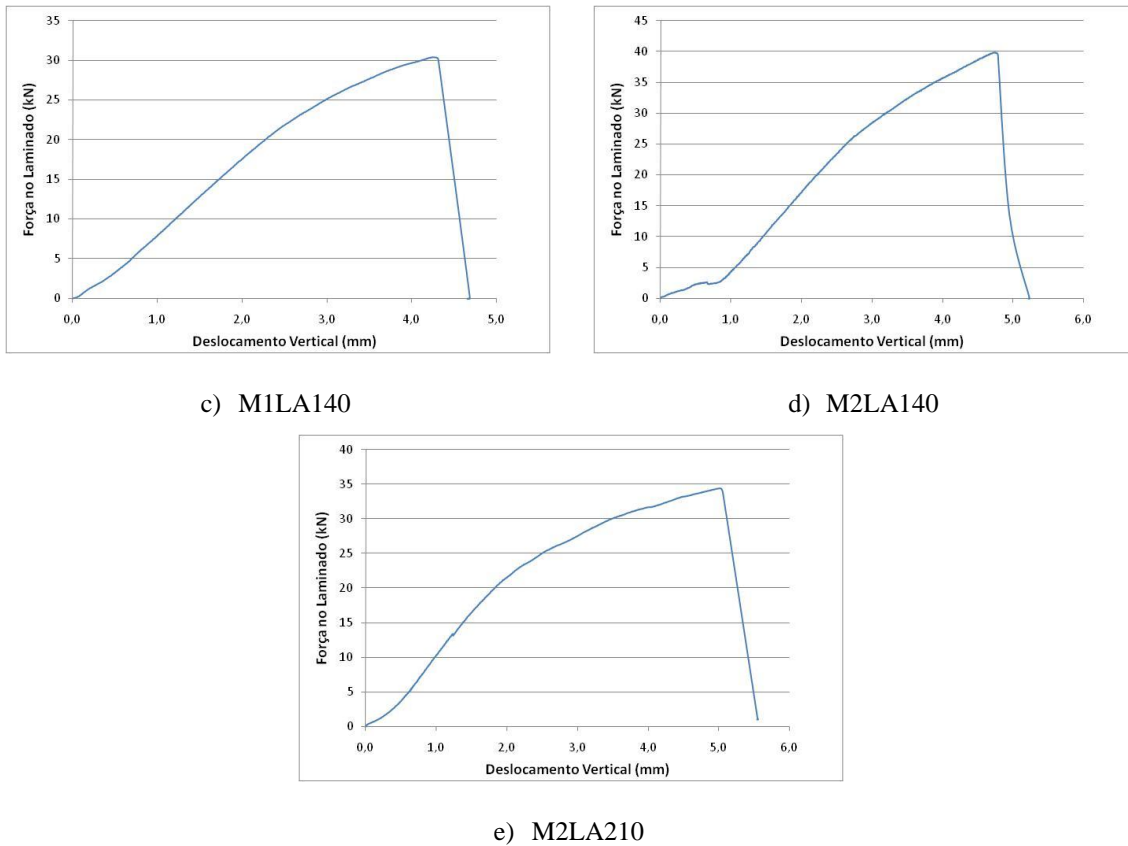 35
30
25
20
15
10
5
0
Força no Laminado (kN)
0,0 1,0 2,0 3,0 4,0 5,0
Deslocamento Vertical (mm)
c) M1LA140
45
40
35
30
25
20
15
10
5
0
Força no Laminado (kN)
0,0 1,0 2,0 3,0 4,0 5,0 6,0
Deslocamento Vertical (mm)
d) M2LA140
40
35
30
25
20
15
10
5
0
Força no Laminado (kN)
0,0 1,0 2,0 3,0 4,0 5,0 6,0
Deslocamento Vertical (mm)
e) M2LA210